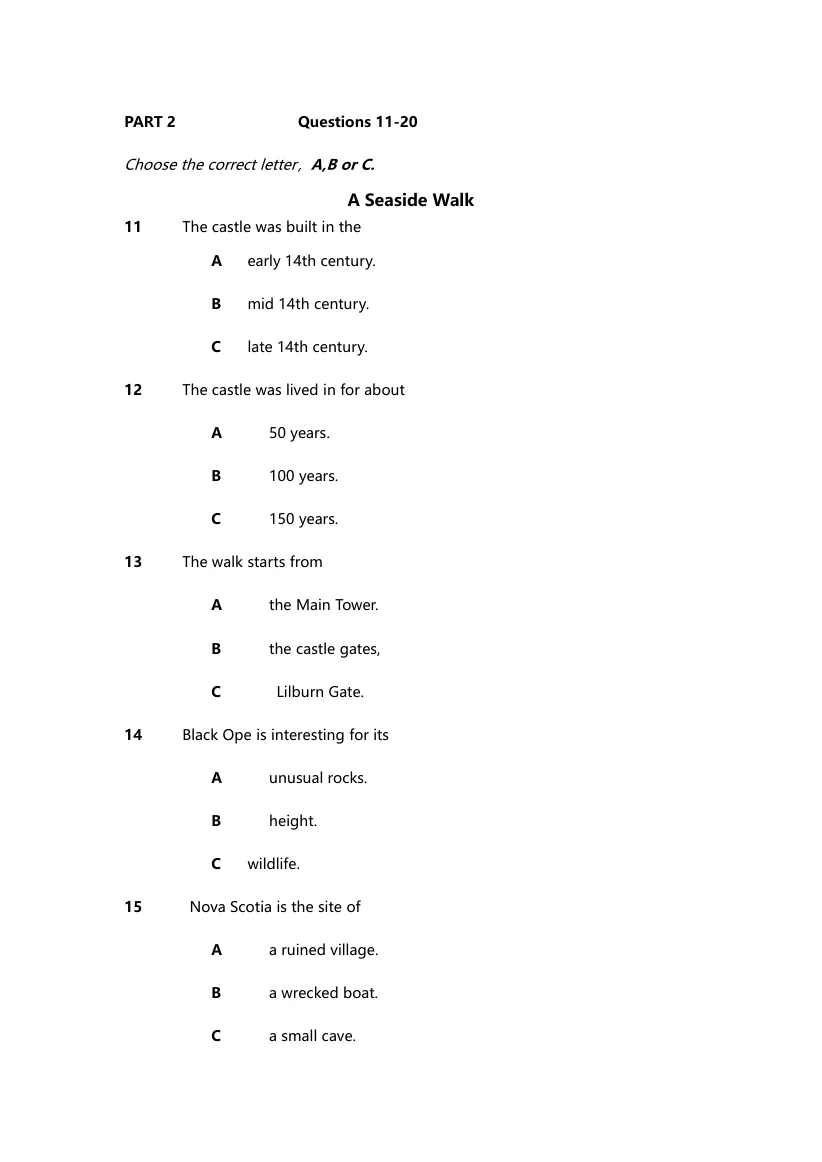 PART 2 Questions 11-20
Choose the correct letter, A,B or C.
A Seaside Walk
11 The castle was built in the
A early 14th century.
B mid 14th century.
C late 14th century.
12 The castle was lived in for about
A 50 years.
B 100 years.
C 150 years.
13 The walk starts from
A the Main Tower.
B the castle gates,
C Lilburn Gate.
14 Black Ope is interesting for its
A unusual rocks.
B height.
C wildlife.
15 Nova Scotia is the site of
A a ruined village.
B a wrecked boat.
C a small cave.